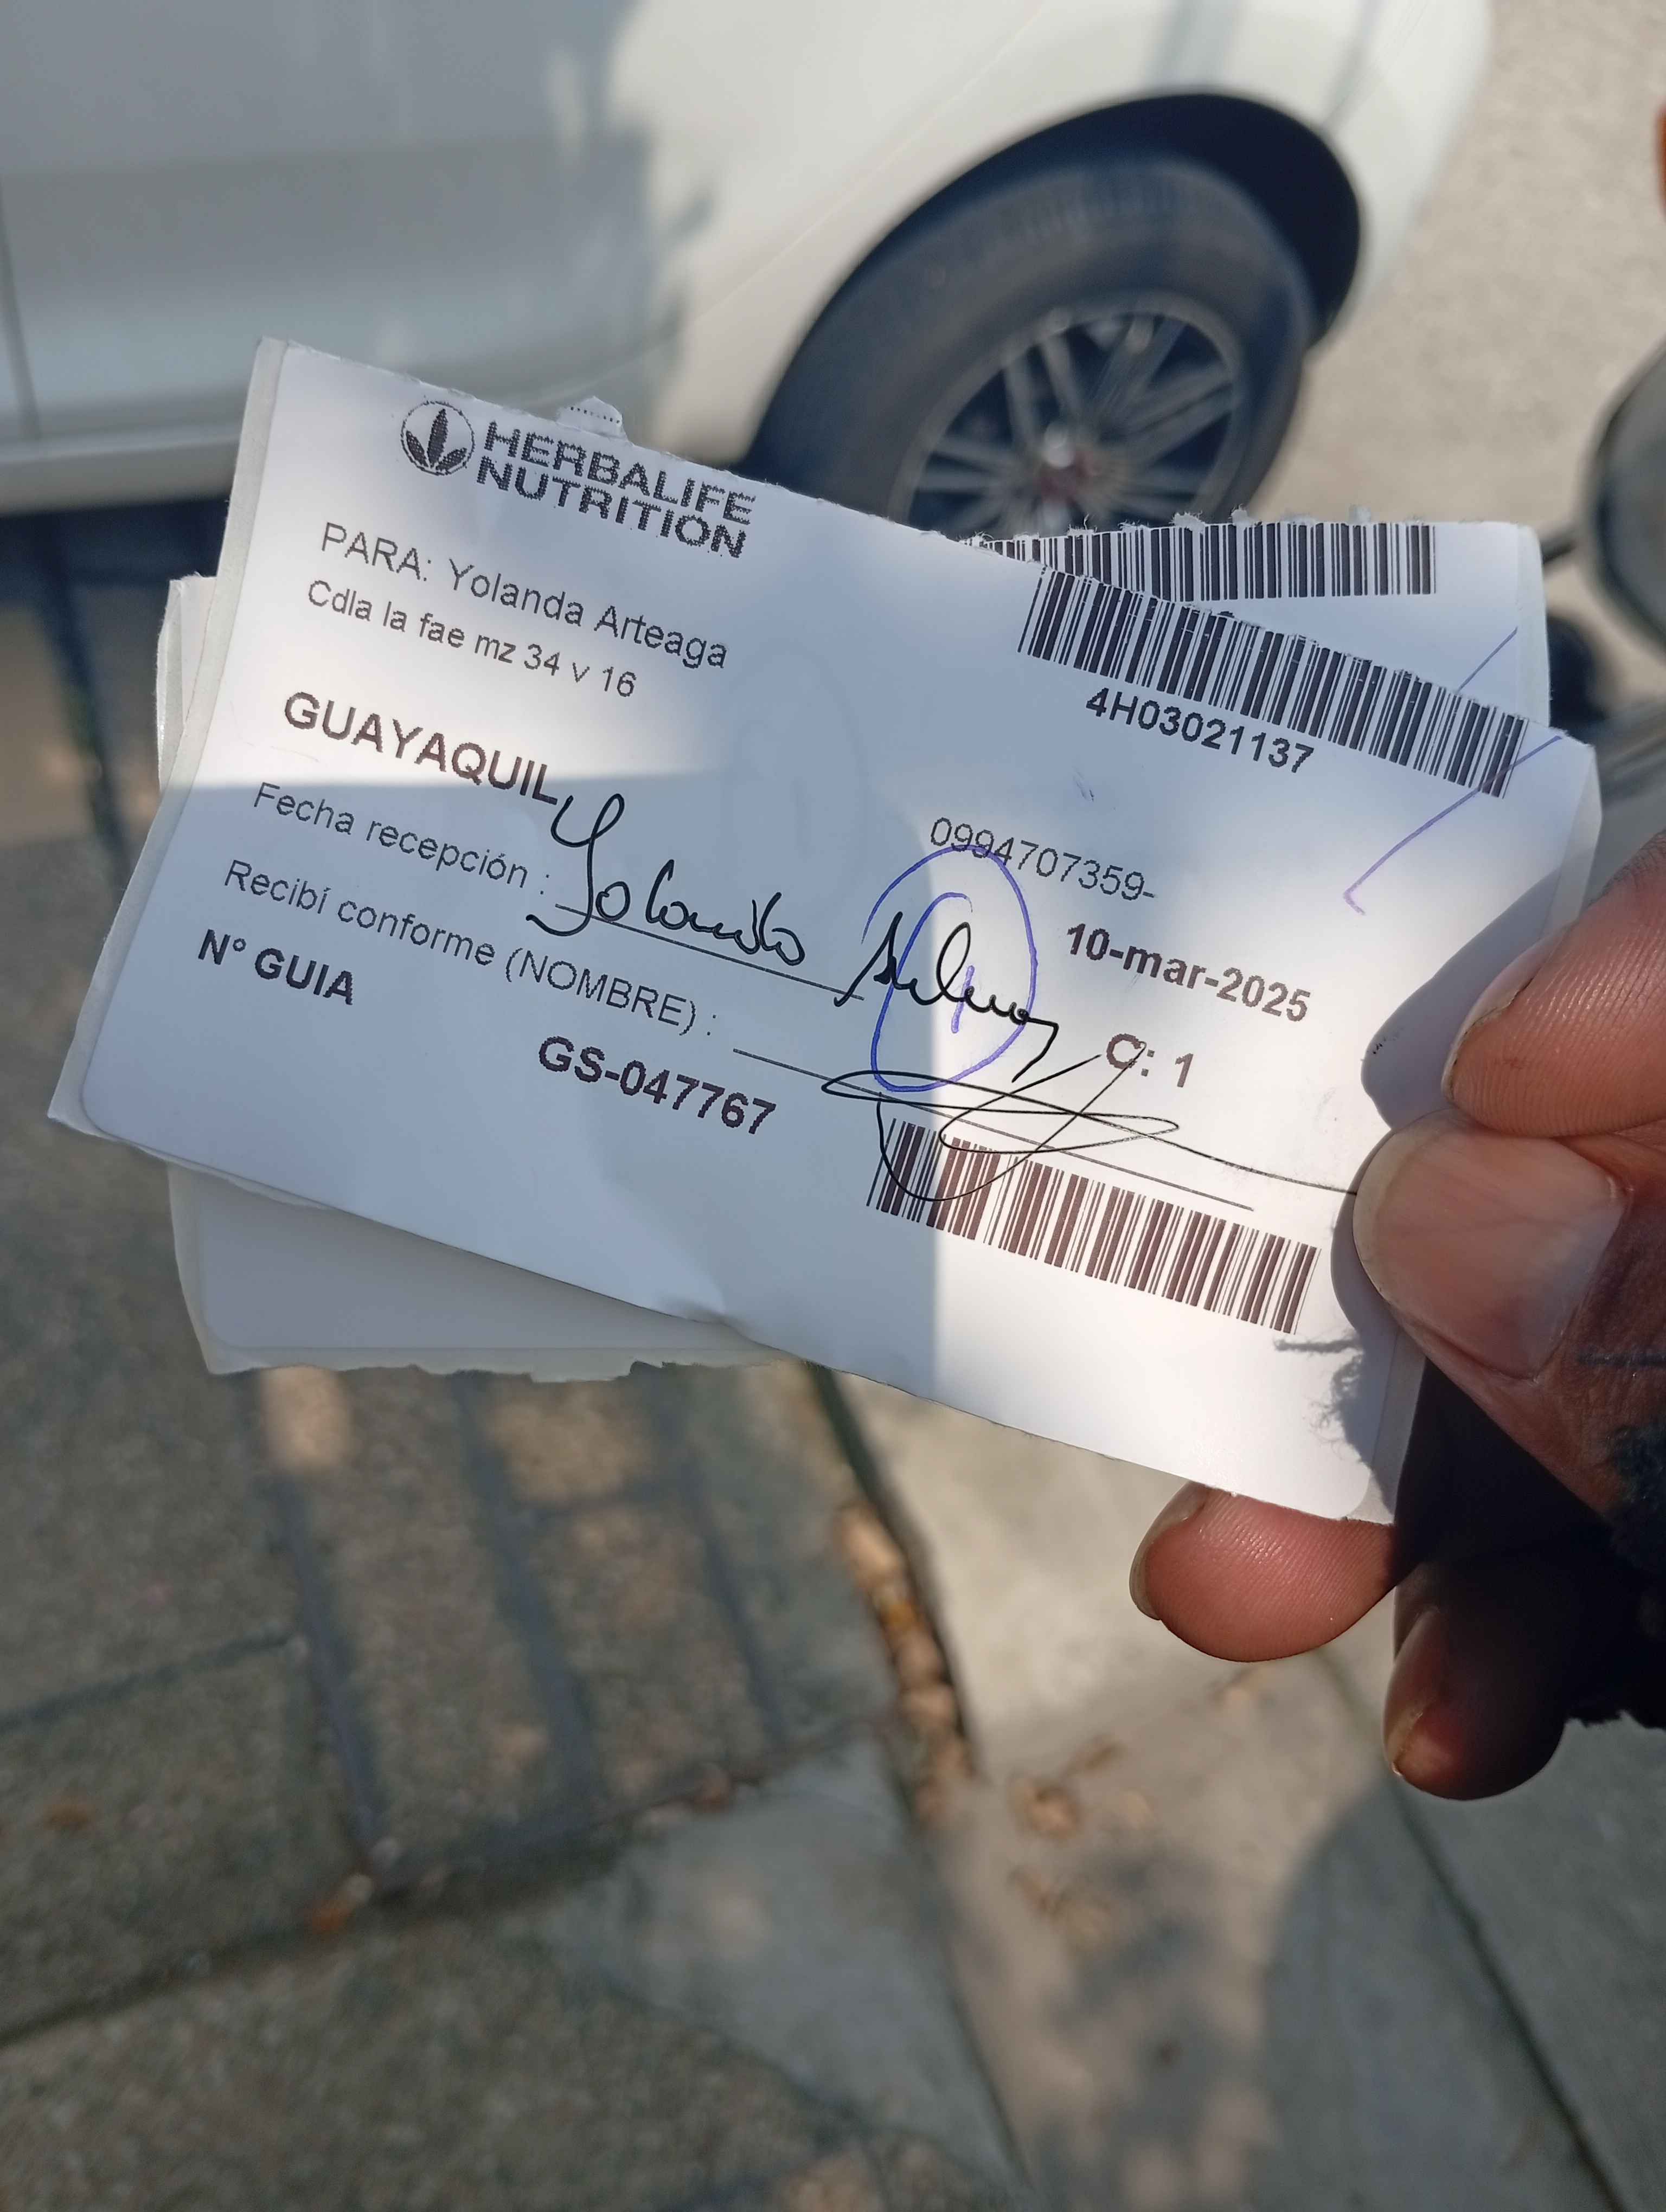 HERBALIFE
NUTRITION
PARA: Yolanda Arteaga
Cdla la fae mz 34 v 16
4H03021137
GUAYAQUIL
0994707359-
Fecha recepción :
Yolanda
10-mar-2025
Recibí conforme (NOMBRE) :
C: 1
N° GUIA
GS-047767